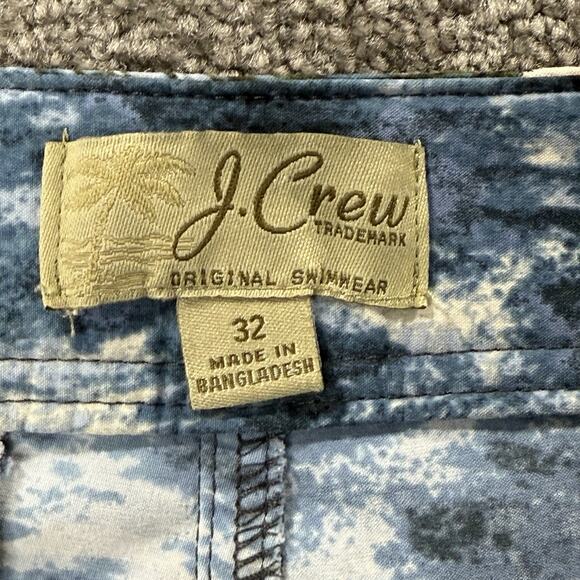 J.Crew
TRADEMARK
ORIGINAL SWIMWEAR
32
MADE IN
BANGLADESH